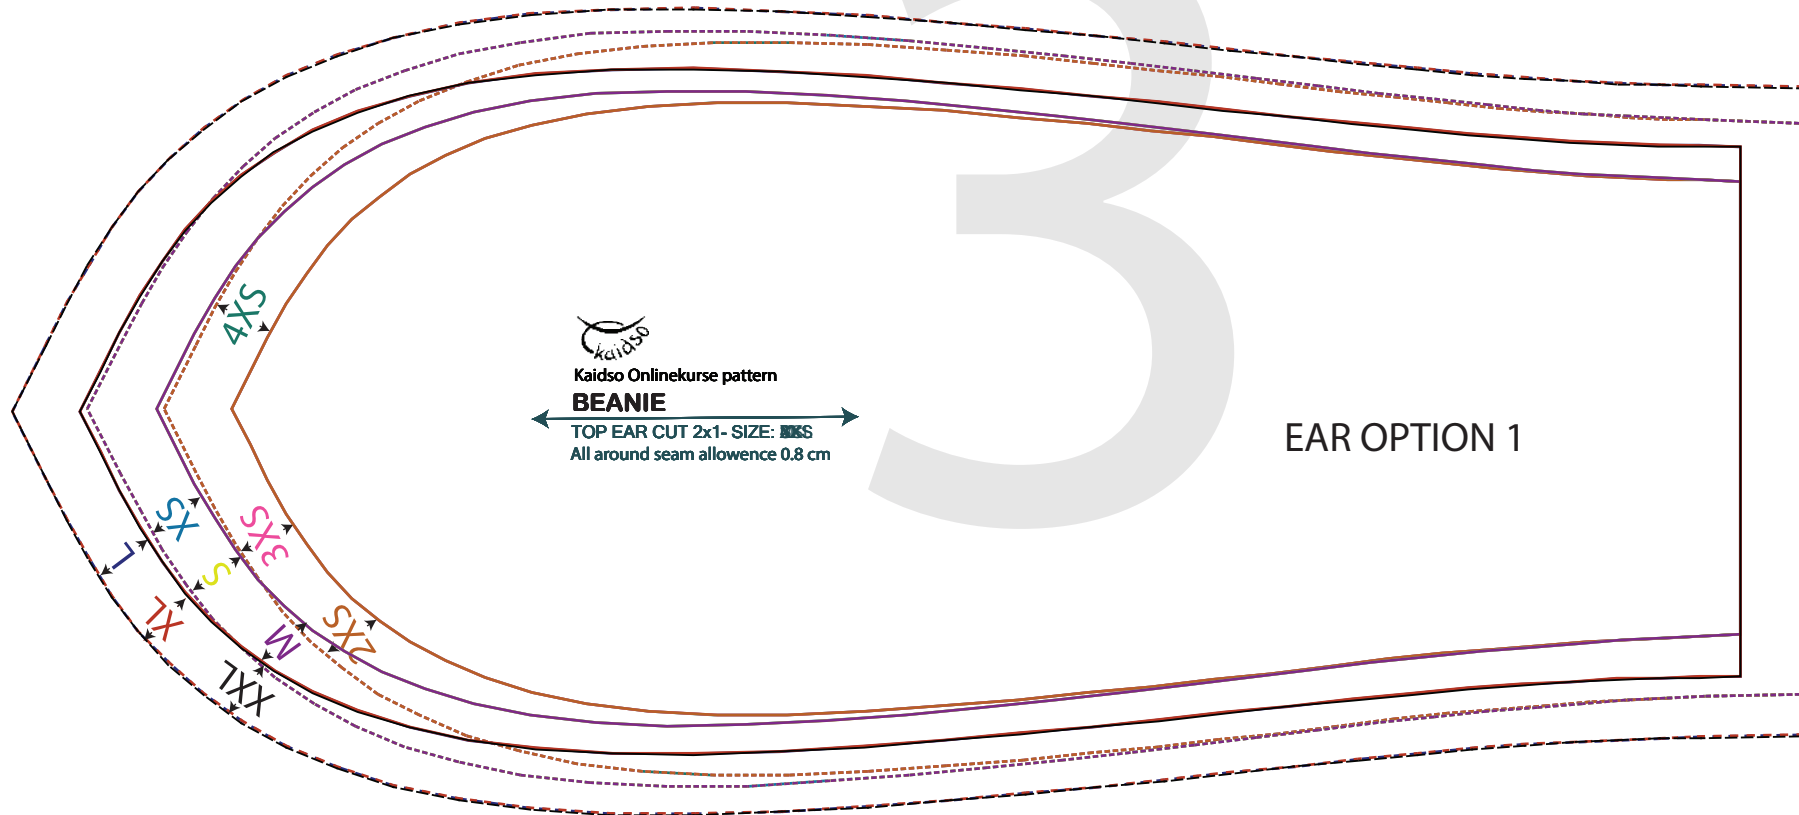 3
4XS
kaidso
Kaidso Onlinekurse pattern
BEANIE
TOP EAR CUT 2x1- SIZE:
All around seam allowence 0.8 cm
EAR OPTION 1
XS
3XS
L
S
XL
M
2XS
XXL